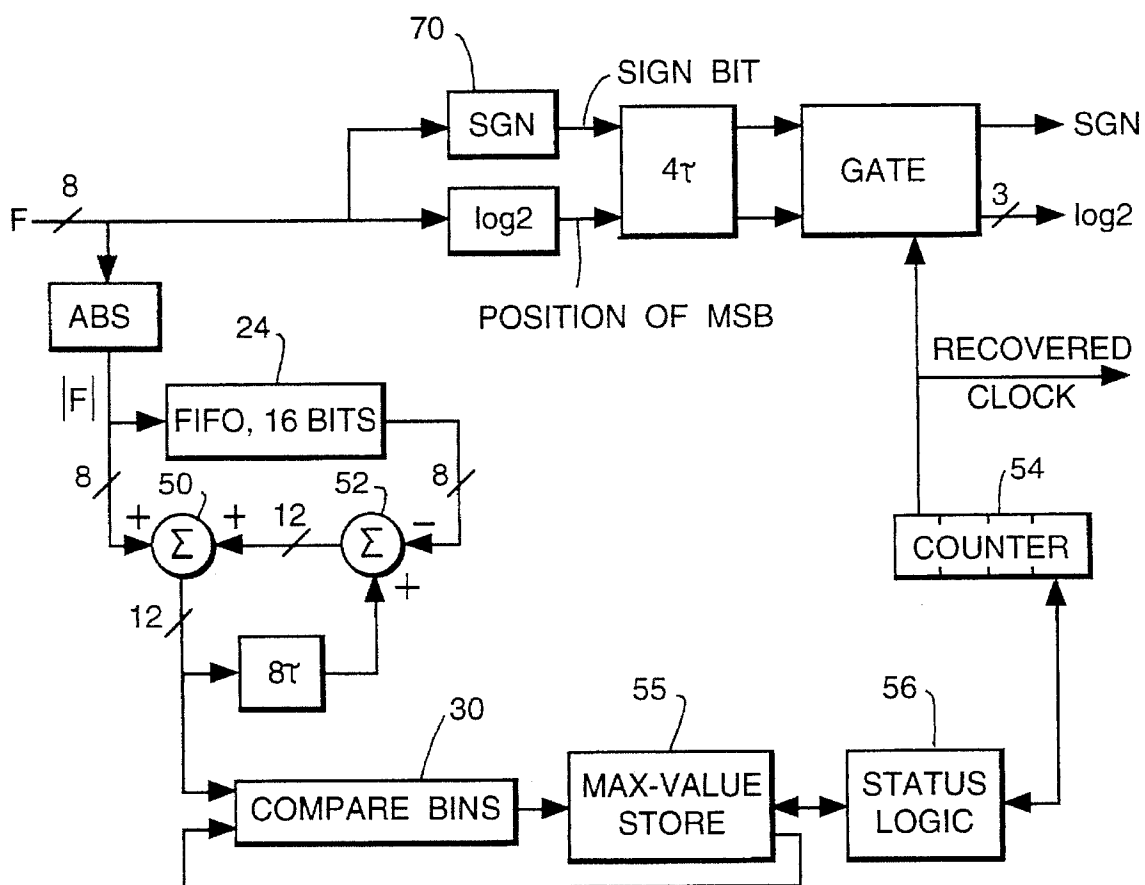 70
SIGN BIT
SGN
4τ
GATE
SGN
F
8
log2
3
log2
POSITION OF MSB
ABS
24
RECOVERED
CLOCK
|F|
FIFO, 16 BITS
8
8
50
52
54
+
Σ
+
12
Σ
−
+
COUNTER
12
8τ
30
55
56
COMPARE BINS
MAX-VALUE
STORE
STATUS
LOGIC